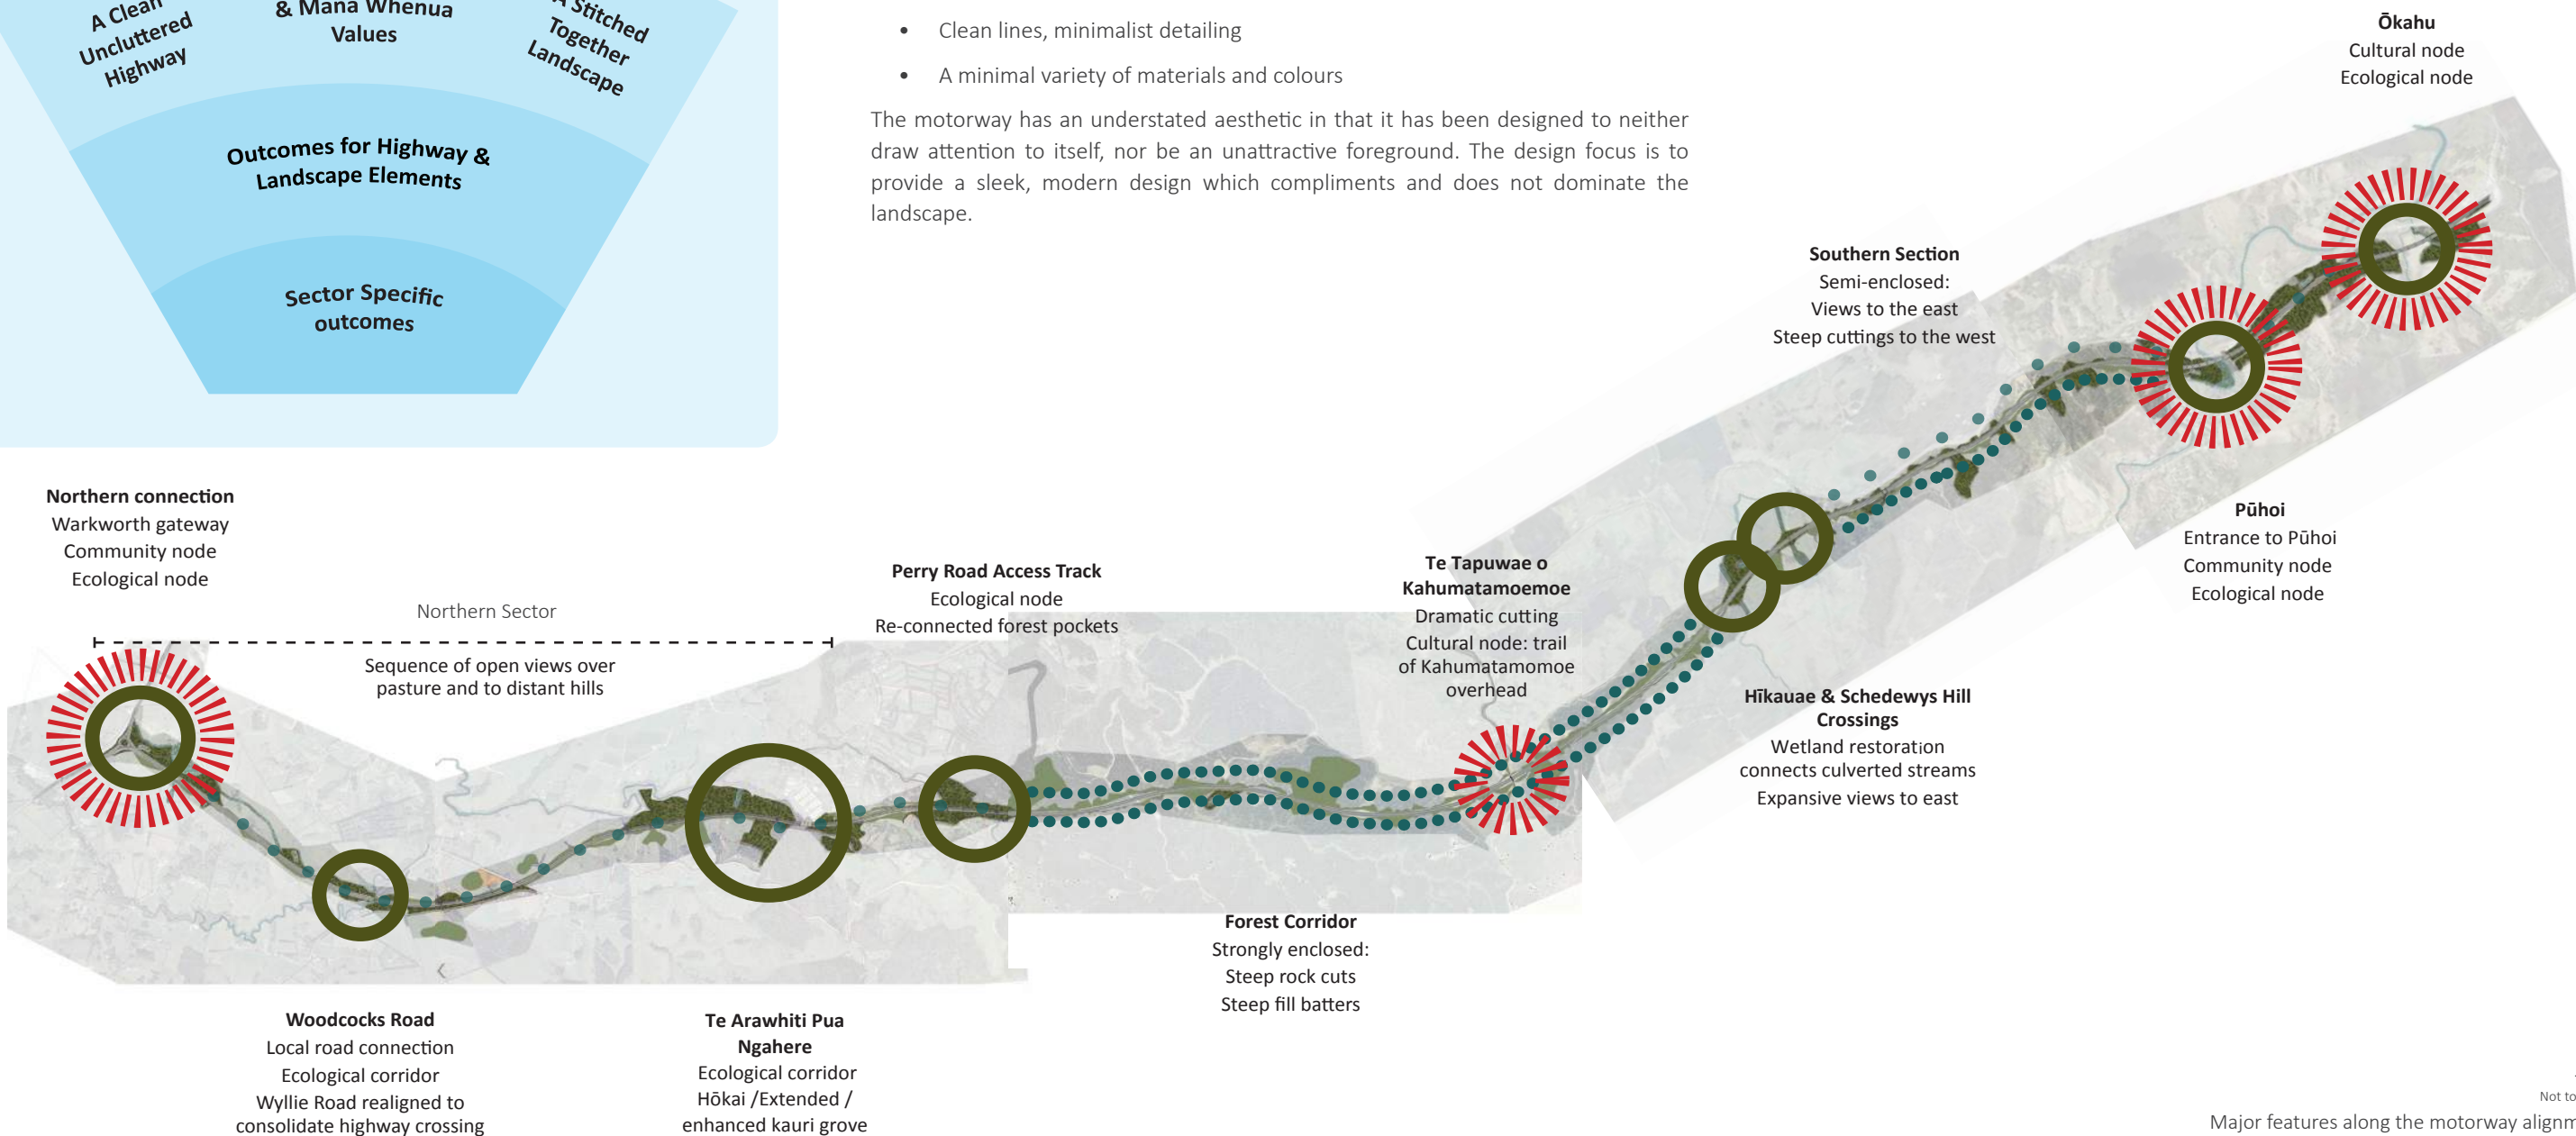 A Clean
Uncluttered
Highway
& Mana Whenua
Values
A Stitched
Together
Landscape
Outcomes for Highway &
Landscape Elements
Sector Specific
outcomes
• Clean lines, minimalist detailing
• A minimal variety of materials and colours
The motorway has an understated aesthetic in that it has been designed to neither
draw attention to itself, nor be an unattractive foreground. The design focus is to
provide a sleek, modern design which compliments and does not dominate the
landscape.
Ōkahu
Cultural node
Ecological node
Southern Section
Semi-enclosed:
Views to the east
Steep cuttings to the west
Northern connection
Warkworth gateway
Community node
Ecological node
Northern Sector
Sequence of open views over
pasture and to distant hills
Perry Road Access Track
Ecological node
Re-connected forest pockets
Te Tapuwae o
Kahumatamoemoe
Dramatic cutting
Cultural node: trail
of Kahumatamomoe
overhead
Pūhoi
Entrance to Pūhoi
Community node
Ecological node
Hīkauae & Schedewys Hill
Crossings
Wetland restoration
connects culverted streams
Expansive views to east
Forest Corridor
Strongly enclosed:
Steep rock cuts
Steep fill batters
Woodcocks Road
Local road connection
Ecological corridor
Wyllie Road realigned to
consolidate highway crossing
Te Arawhiti Pua
Ngahere
Ecological corridor
Hōkai /Extended /
enhanced kauri grove
Not to
Major features along the motorway alignm